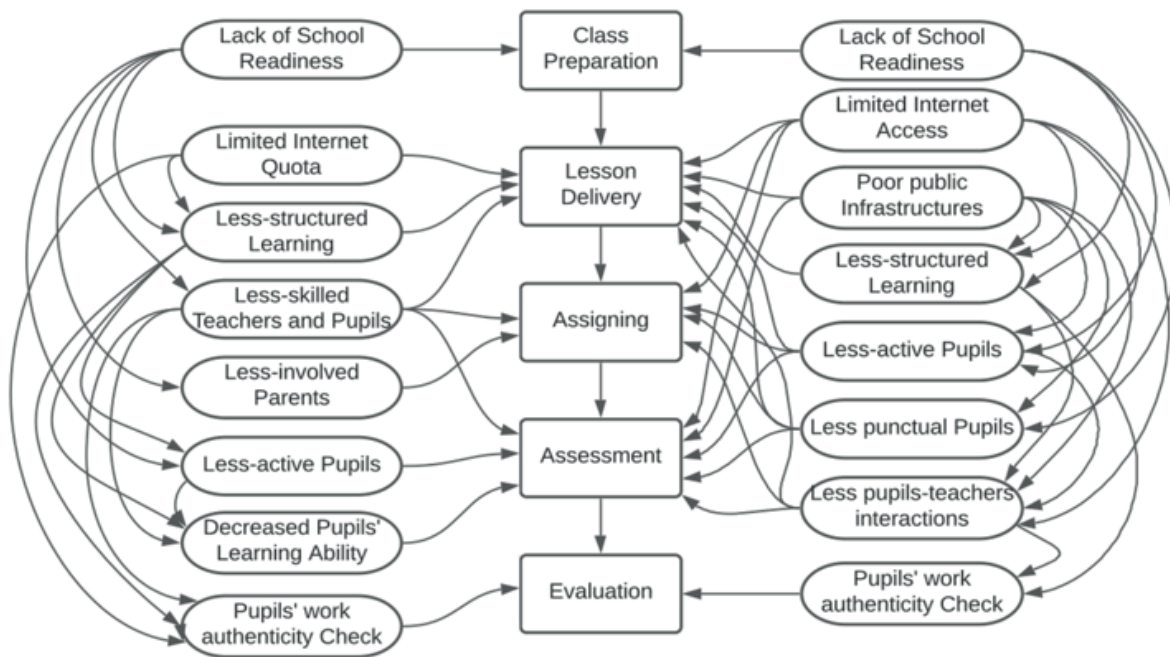 Lack of School
Readiness
Class
Preparation
Lack of School
Readiness
Limited Internet
Access
Limited Internet
Quota
Lesson
Delivery
Poor public
Infrastructures
Less-structured
Learning
Less-structured
Learning
Less-skilled
Teachers and Pupils
Assigning
Less-active Pupils
Less-involved
Parents
Less punctual Pupils
Less-active Pupils
Assessment
Less pupils-teachers
interactions
Decreased Pupils'
Learning Ability
Evaluation
Pupils' work
authenticity Check
Pupils' work
authenticity Check